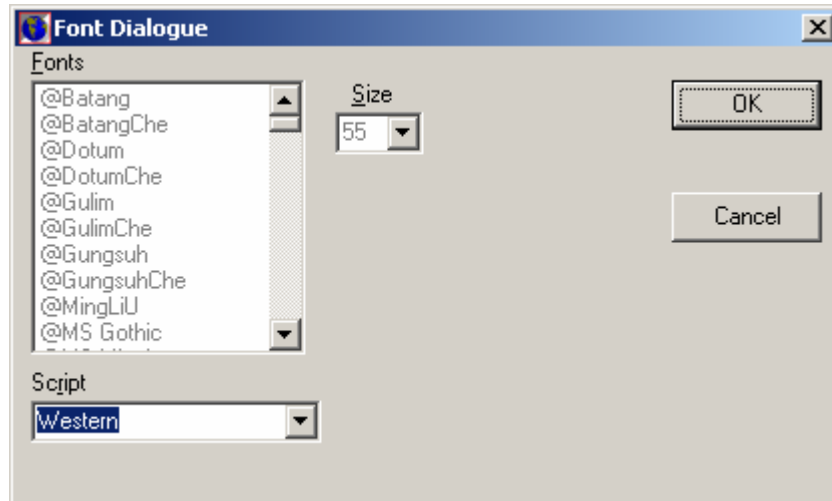 Font Dialogue
Fonts
@Batang
@BatangChe
@Dotum
@DotumChe
@Gulim
@GulimChe
@Gungsuh
@GungsuhChe
@MingLiU
@MS Gothic
Size
55
OK
Cancel
Script
Western